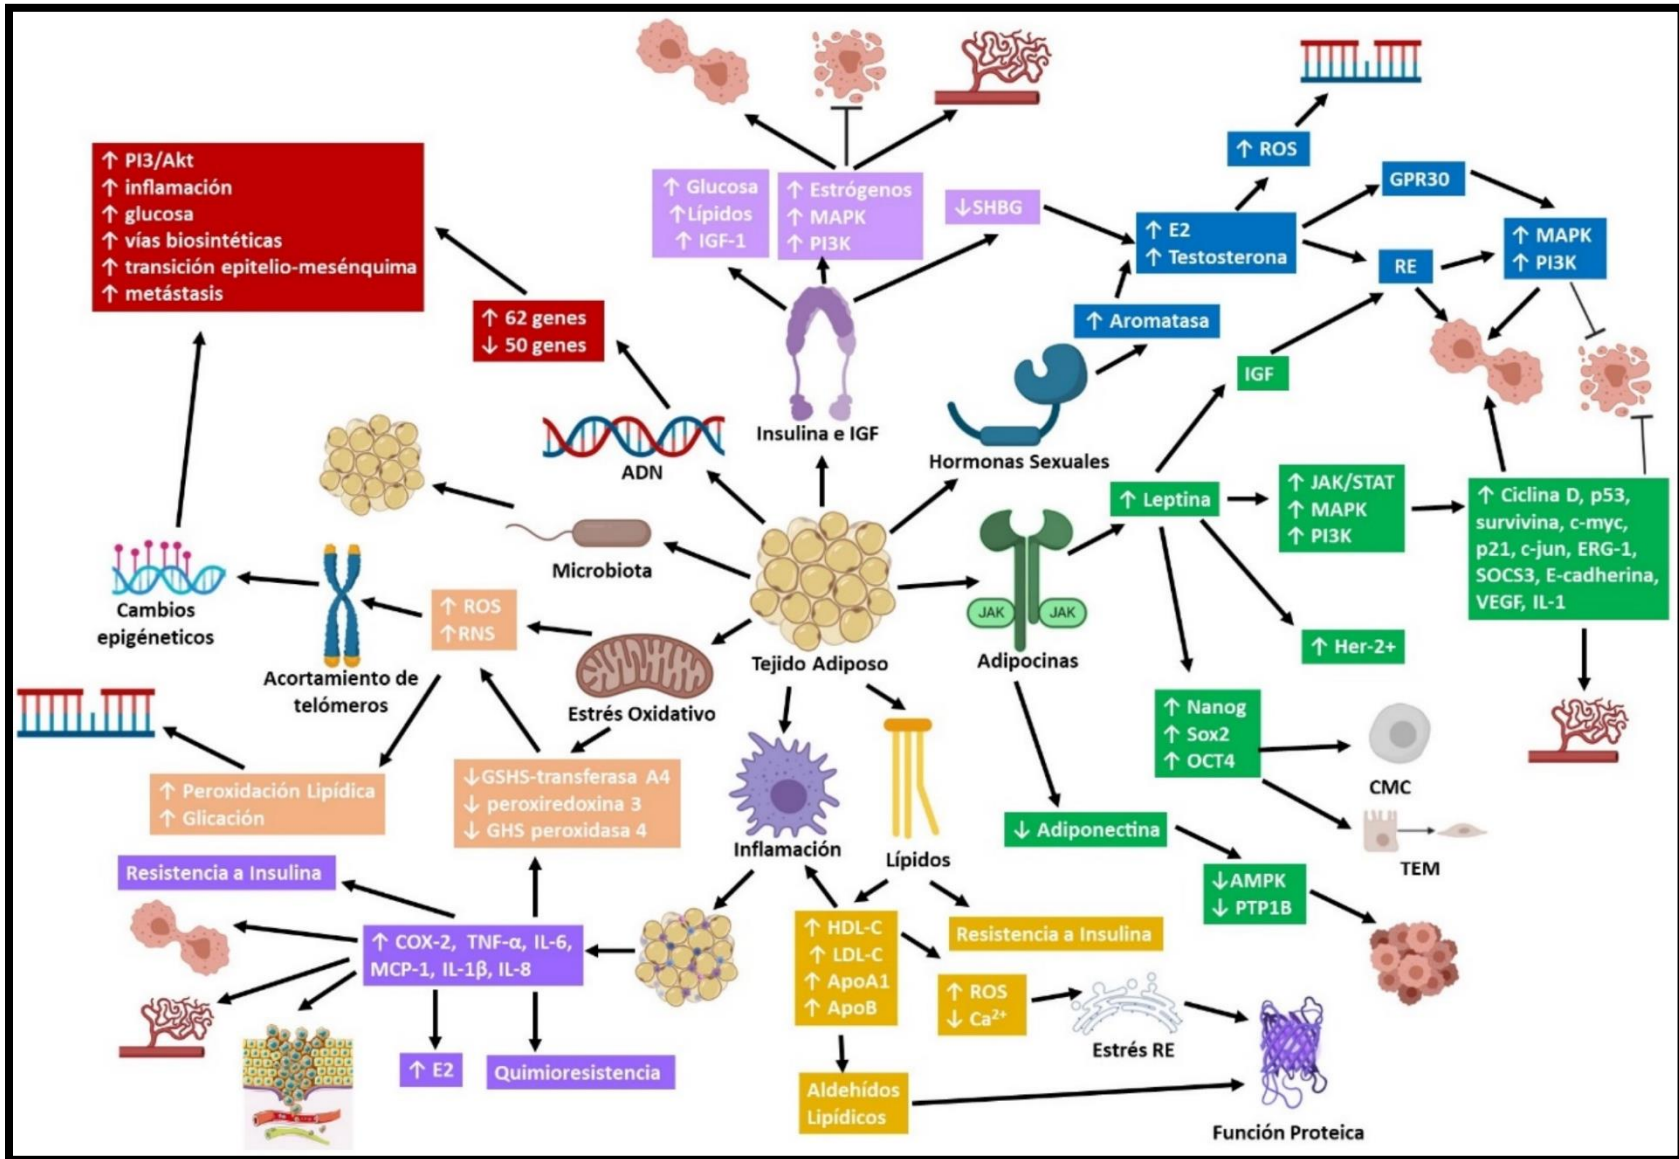 ↑ PI3/Akt
↑ inflamación
↑ glucosa
↑ vías biosintéticas
↑ transición epitelio-mesénquima
↑ metástasis
↑ 62 genes
↓ 50 genes
ADN
↑ Glucosa
↑Lípidos
↑ IGF-1
↑ Estrógenos
↑ MAPK
↑ PI3K
↓SHBG
Insulina e IGF
↑ ROS
↑ E2
↑ Testosterona
GPR30
RE
↑ MAPK
↑ PI3K
↑ Aromatasa
Hormonas Sexuales
IGF
↑ Leptina
↑ JAK/STAT
↑ MAPK
↑ PI3K
↑ Ciclina D, p53,
survivina, c-myc,
p21, c-jun, ERG-1,
SOCS3, E-cadherina,
VEGF, IL-1
↑ Her-2+
JAK
JAK
Adipocinas
Microbiota
Tejido Adiposo
Cambios
epigéneticos
Acortamiento de
telómeros
↑ ROS
↑RNS
Estrés Oxidativo
↑ Peroxidación Lipídica
↑ Glicación
↓GSHS-transferasa A4
↓ peroxiredoxina 3
↓ GHS peroxidasa 4
Inflamación
Lípidos
↑ Nanog
↑ Sox2
↑ OCT4
CMC
TEM
↓ Adiponectina
↓AMPK
↓ PTP1B
Resistencia a Insulina
↑ COX-2, TNF-α, IL-6,
MCP-1, IL-1β, IL-8
↑ E2
Quimioresistencia
↑ HDL-C
↑ LDL-C
↑ ApoA1
↑ ApoB
Resistencia a Insulina
↑ ROS
↓ Ca²⁺
Estrés RE
Aldehídos
Lipídicos
Función Proteica